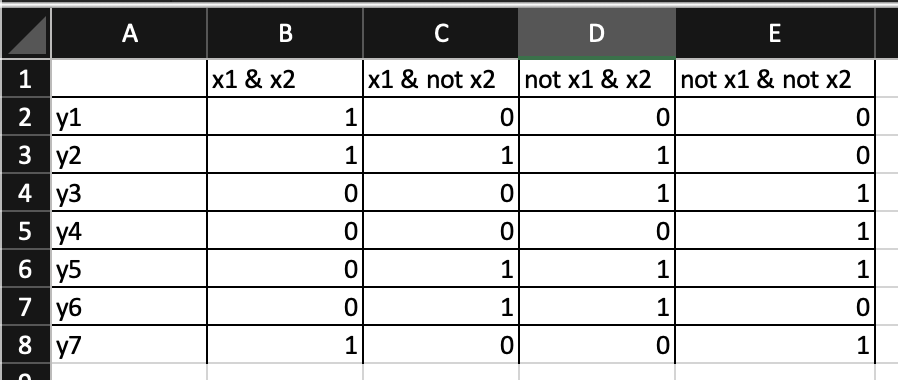 A B C D E
1 x1 & x2 x1 & not x2 not x1 & x2 not x1 & not x2
2 y1 1 0 0 0
3 y2 1 1 1 0
4 y3 0 0 1 1
5 y4 0 0 0 1
6 y5 0 1 1 1
7 y6 0 1 1 0
8 y7 1 0 0 1